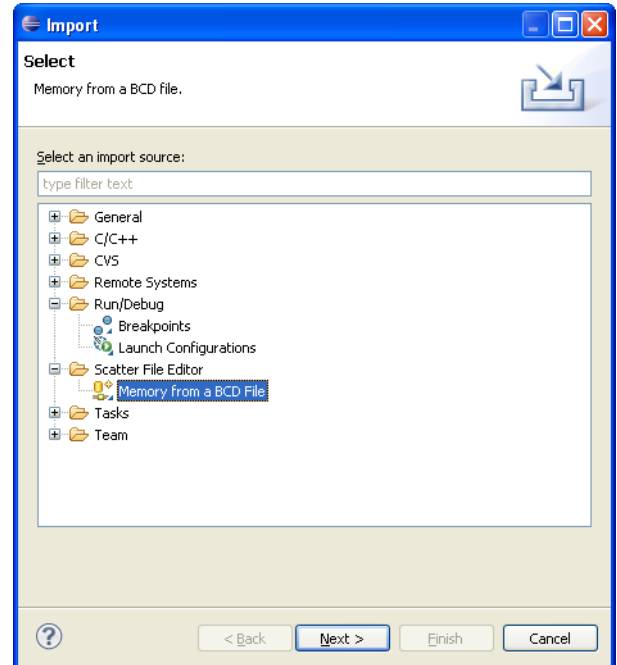 Import
Select
Memory from a BCD file.
Select an import source:
type filter text
General
C/C++
CVS
Remote Systems
Run/Debug
Breakpoints
Launch Configurations
Scatter File Editor
Memory from a BCD File
Tasks
Team
?
< Back
Next >
Finish
Cancel